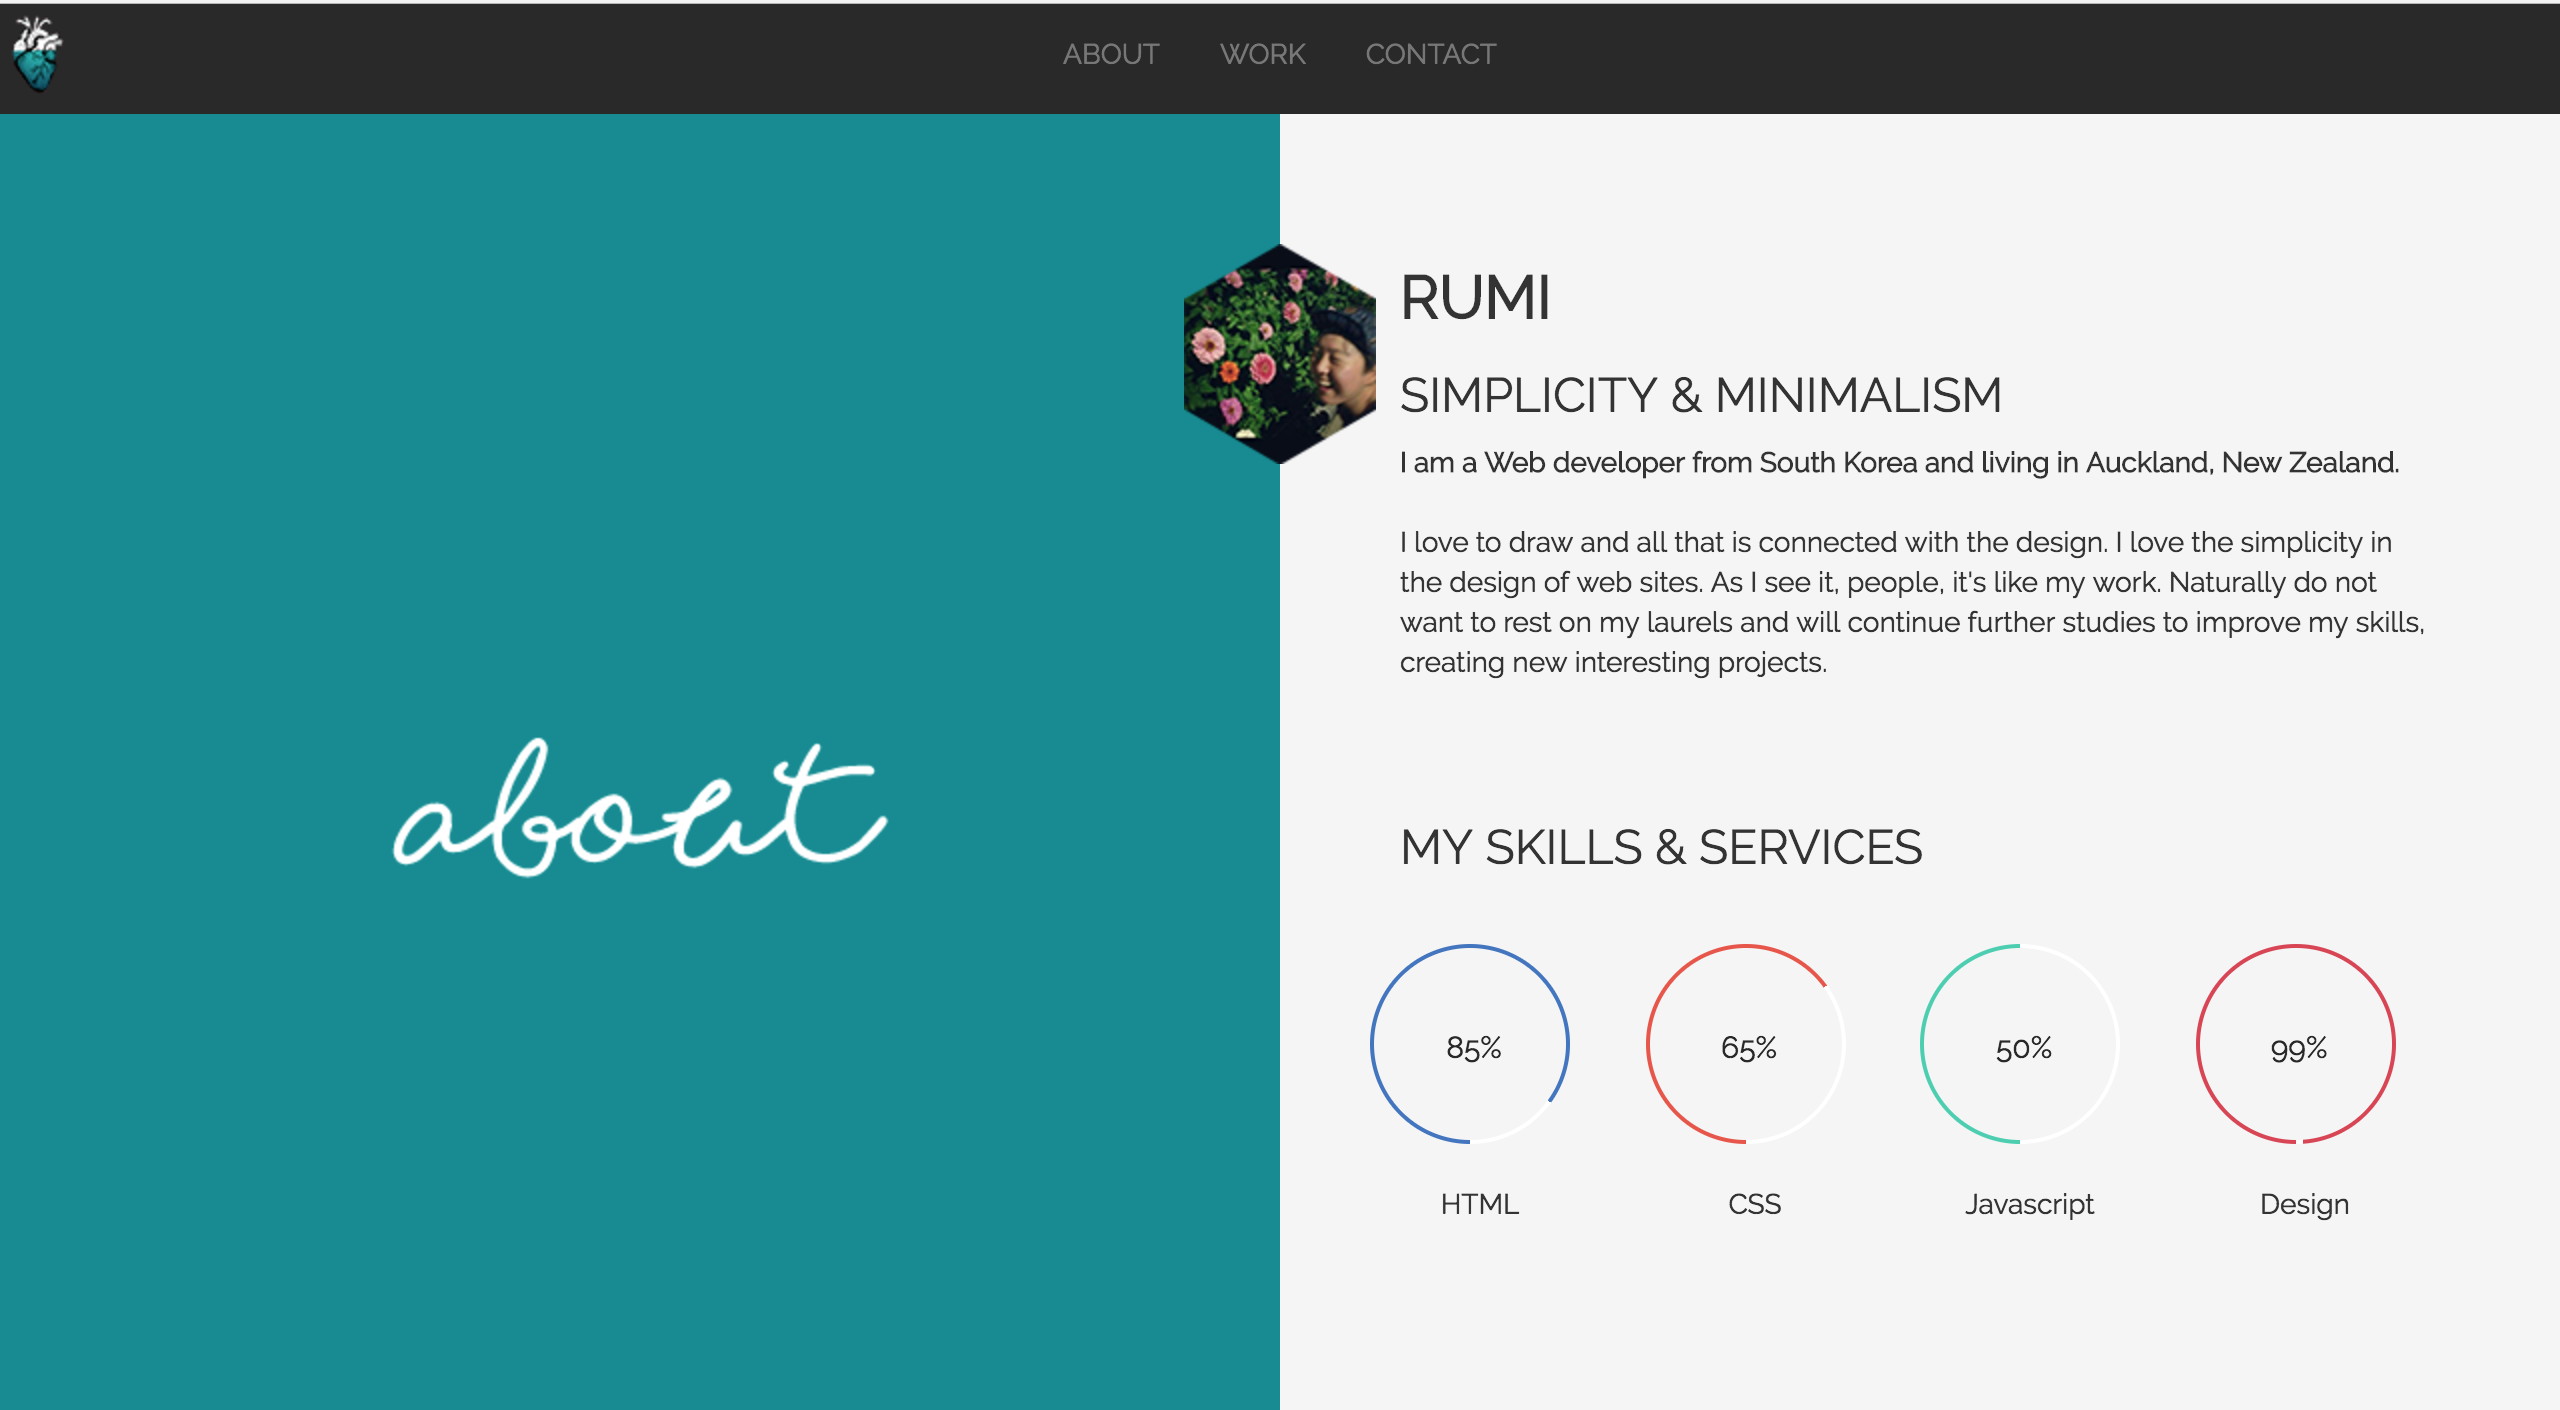 ABOUT WORK CONTACT
about
RUMI
SIMPLICITY & MINIMALISM
I am a Web developer from South Korea and living in Auckland, New Zealand.
I love to draw and all that is connected with the design. I love the simplicity in
the design of web sites. As I see it, people, it's like my work. Naturally do not
want to rest on my laurels and will continue further studies to improve my skills,
creating new interesting projects.
MY SKILLS & SERVICES
85% 65% 50% 99%
HTML CSS Javascript Design